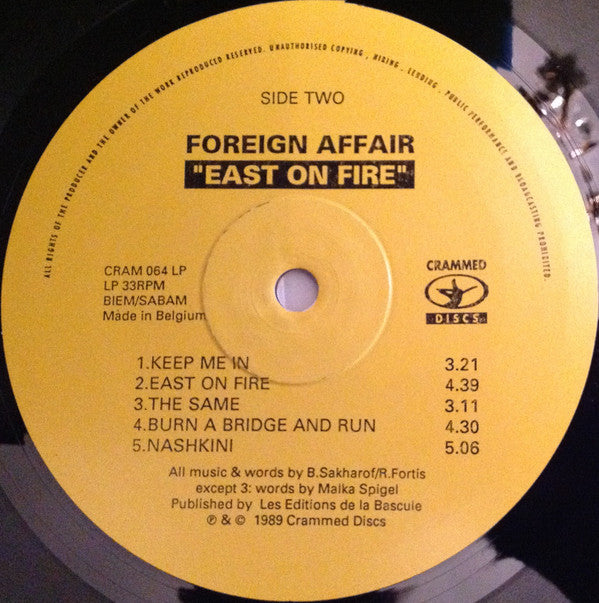 ALL RIGHTS OF THE PRODUCER AND THE OWNER OF THE WORK REPRODUCED RESERVED. UNAUTHORISED COPYING, HIRING, LENDING, PUBLIC PERFORMANCE AND BROADCASTING PROHIBITED.
SIDE TWO
FOREIGN AFFAIR
"EAST ON FIRE"
CRAM 064 LP
LP 33RPM
BIEM/SABAM
Made in Belgium
CRAMMED
DISCS
1.KEEP ME IN 3.21
2.EAST ON FIRE 4.39
3.THE SAME 3.11
4.BURN A BRIDGE AND RUN 4.30
5.NASHKINI 5.06
All music & words by B.Sakharof/R.Fortis
except 3: words by Malka Spigel
Published by Les Editions de la Bascule
℗ & © 1989 Crammed Discs